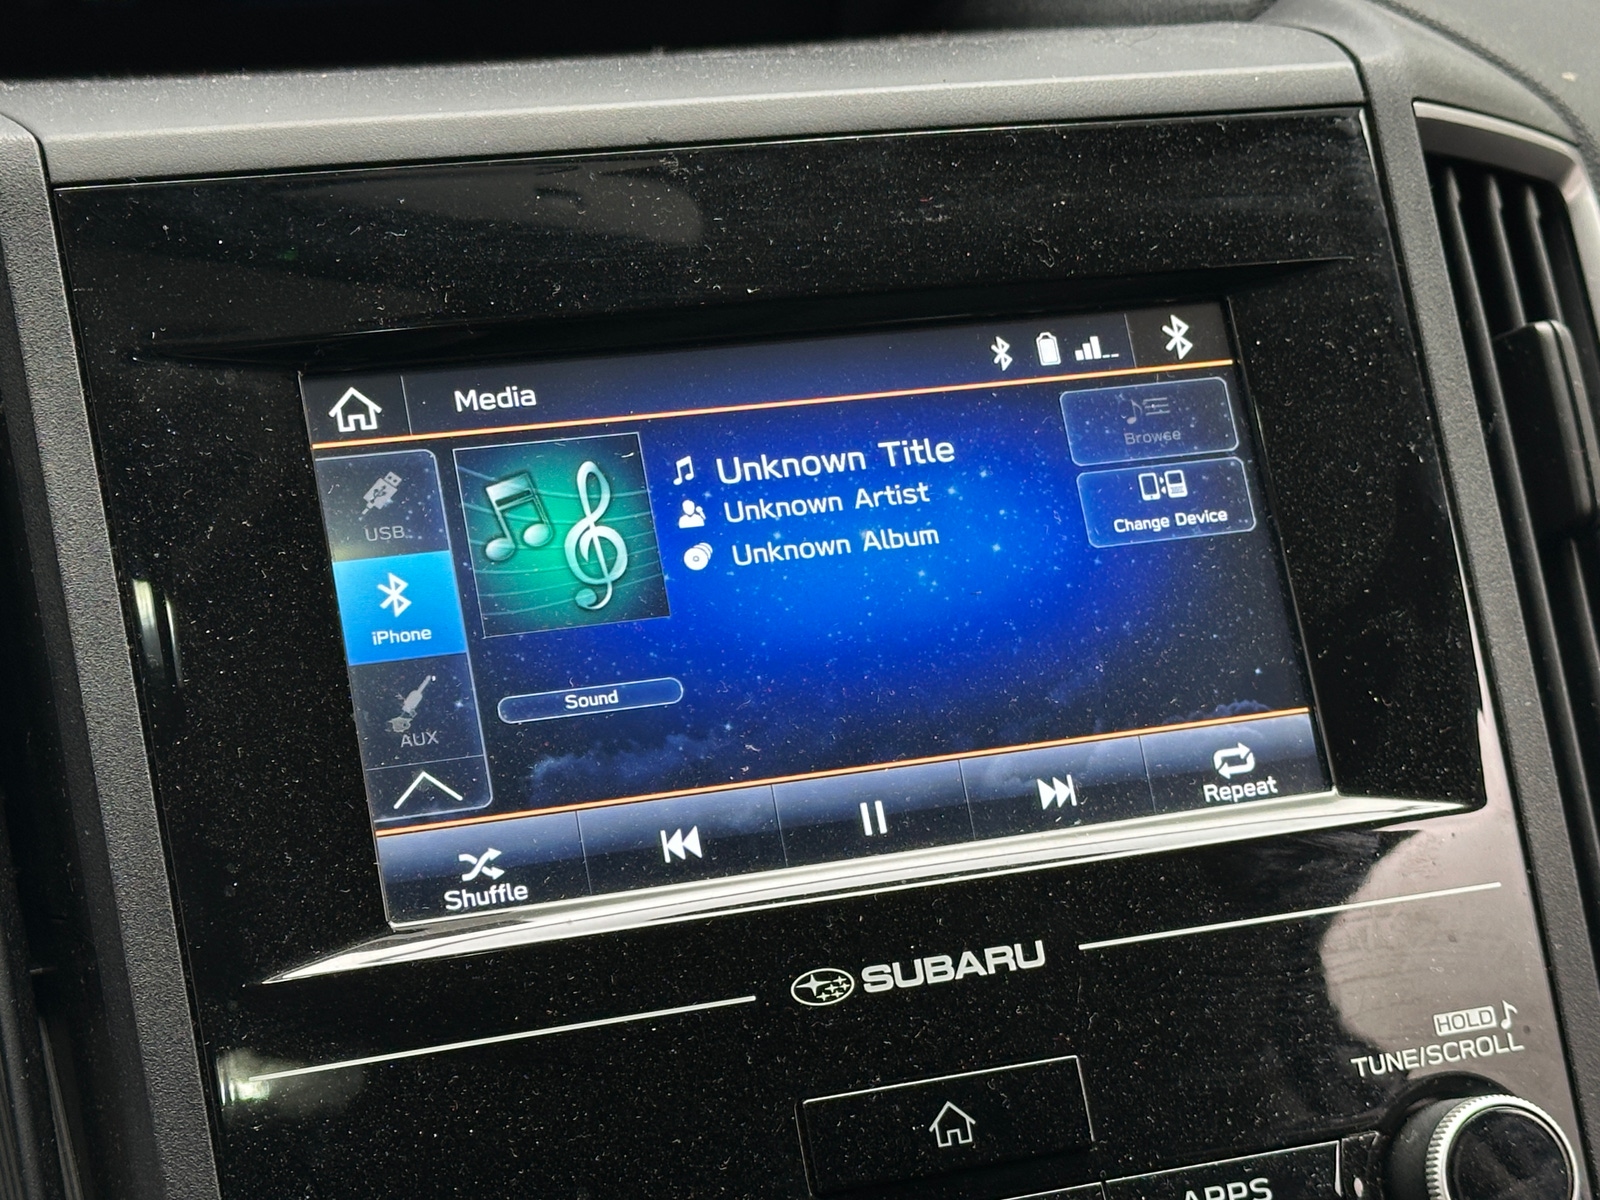 Media
USB
iPhone
AUX
Unknown Title
Unknown Artist
Unknown Album
Browse
Change Device
Sound
Shuffle
Repeat
SUBARU
HOLD
TUNE/SCROLL
APPS